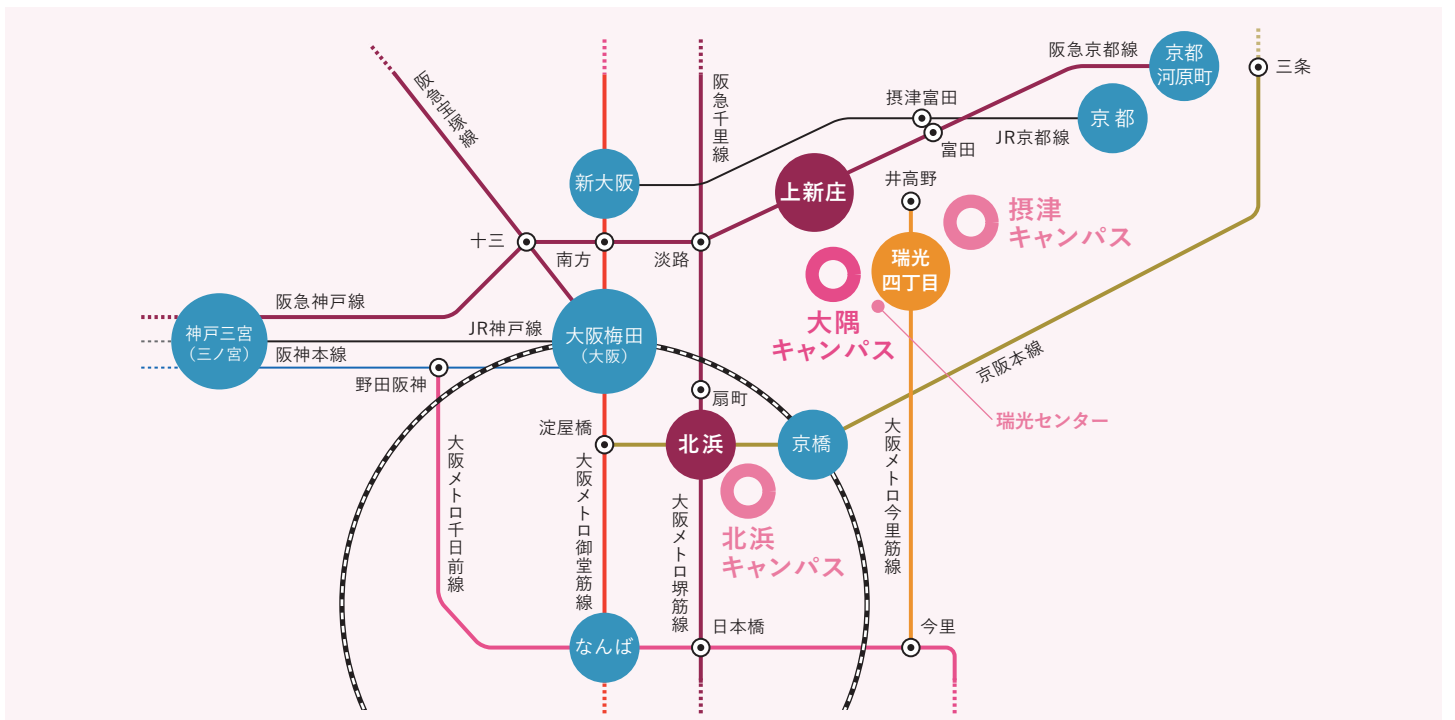 阪急宝塚線
阪急千里線
阪急京都線
京都
河原町
三条
摂津富田
京都
JR京都線
富田
新大阪
上新庄
井高野
摂津
キャンパス
十三
南方
淡路
瑞光
四丁目
大隅
キャンパス
阪急神戸線
神戸三宮
（三ノ宮）
JR神戸線
大阪梅田
（大阪）
阪神本線
野田阪神
京阪本線
扇町
瑞光センター
淀屋橋
北浜
京橋
大阪メトロ千日前線
大阪メトロ御堂筋線
大阪メトロ堺筋線
大阪メトロ今里筋線
北浜
キャンパス
なんば
日本橋
今里